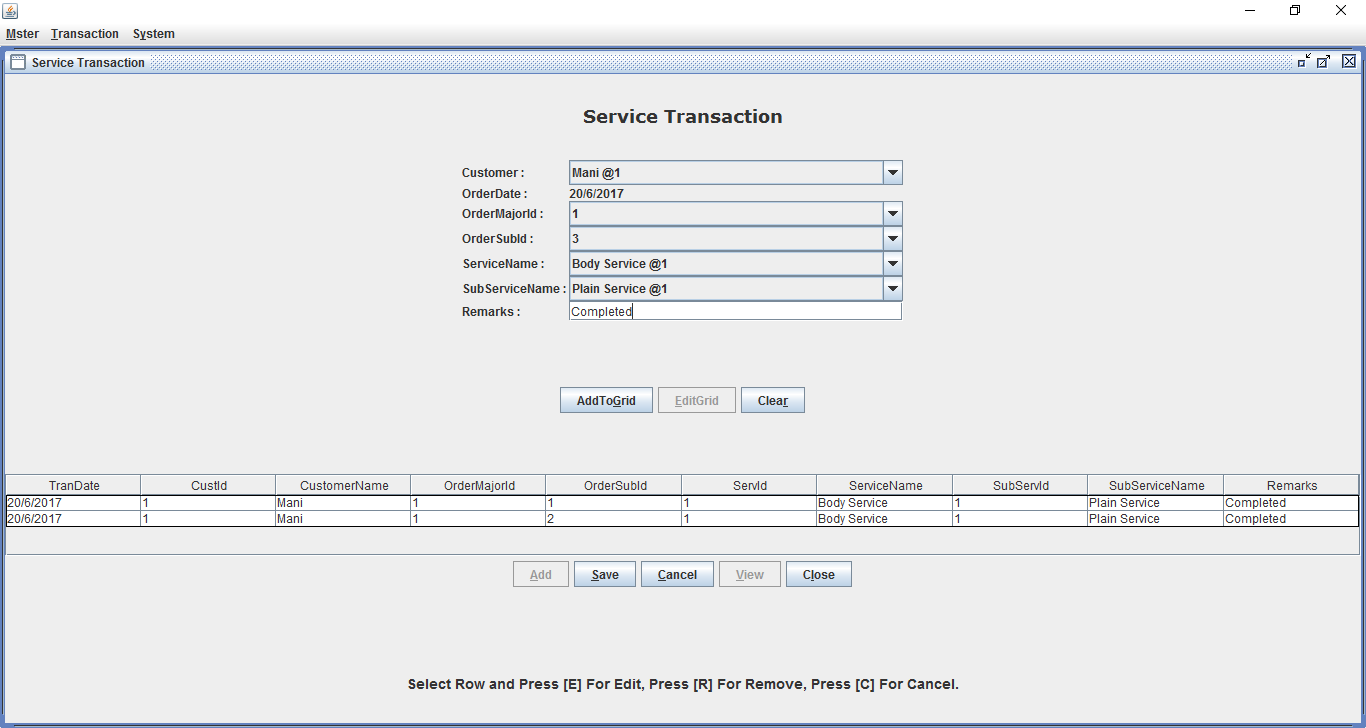 Mster Transaction System
Service Transaction
Service Transaction
Customer : Mani @1
OrderDate : 20/6/2017
OrderMajorId : 1
OrderSubId : 3
ServiceName : Body Service @1
SubServiceName : Plain Service @1
Remarks : Completed
AddToGrid EditGrid Clear
TranDate CustId CustomerName OrderMajorId OrderSubId ServId ServiceName SubServId SubServiceName Remarks
20/6/2017 1 Mani 1 1 1 Body Service 1 Plain Service Completed
20/6/2017 1 Mani 1 2 1 Body Service 1 Plain Service Completed
Add Save Cancel View Close
Select Row and Press [E] For Edit, Press [R] For Remove, Press [C] For Cancel.